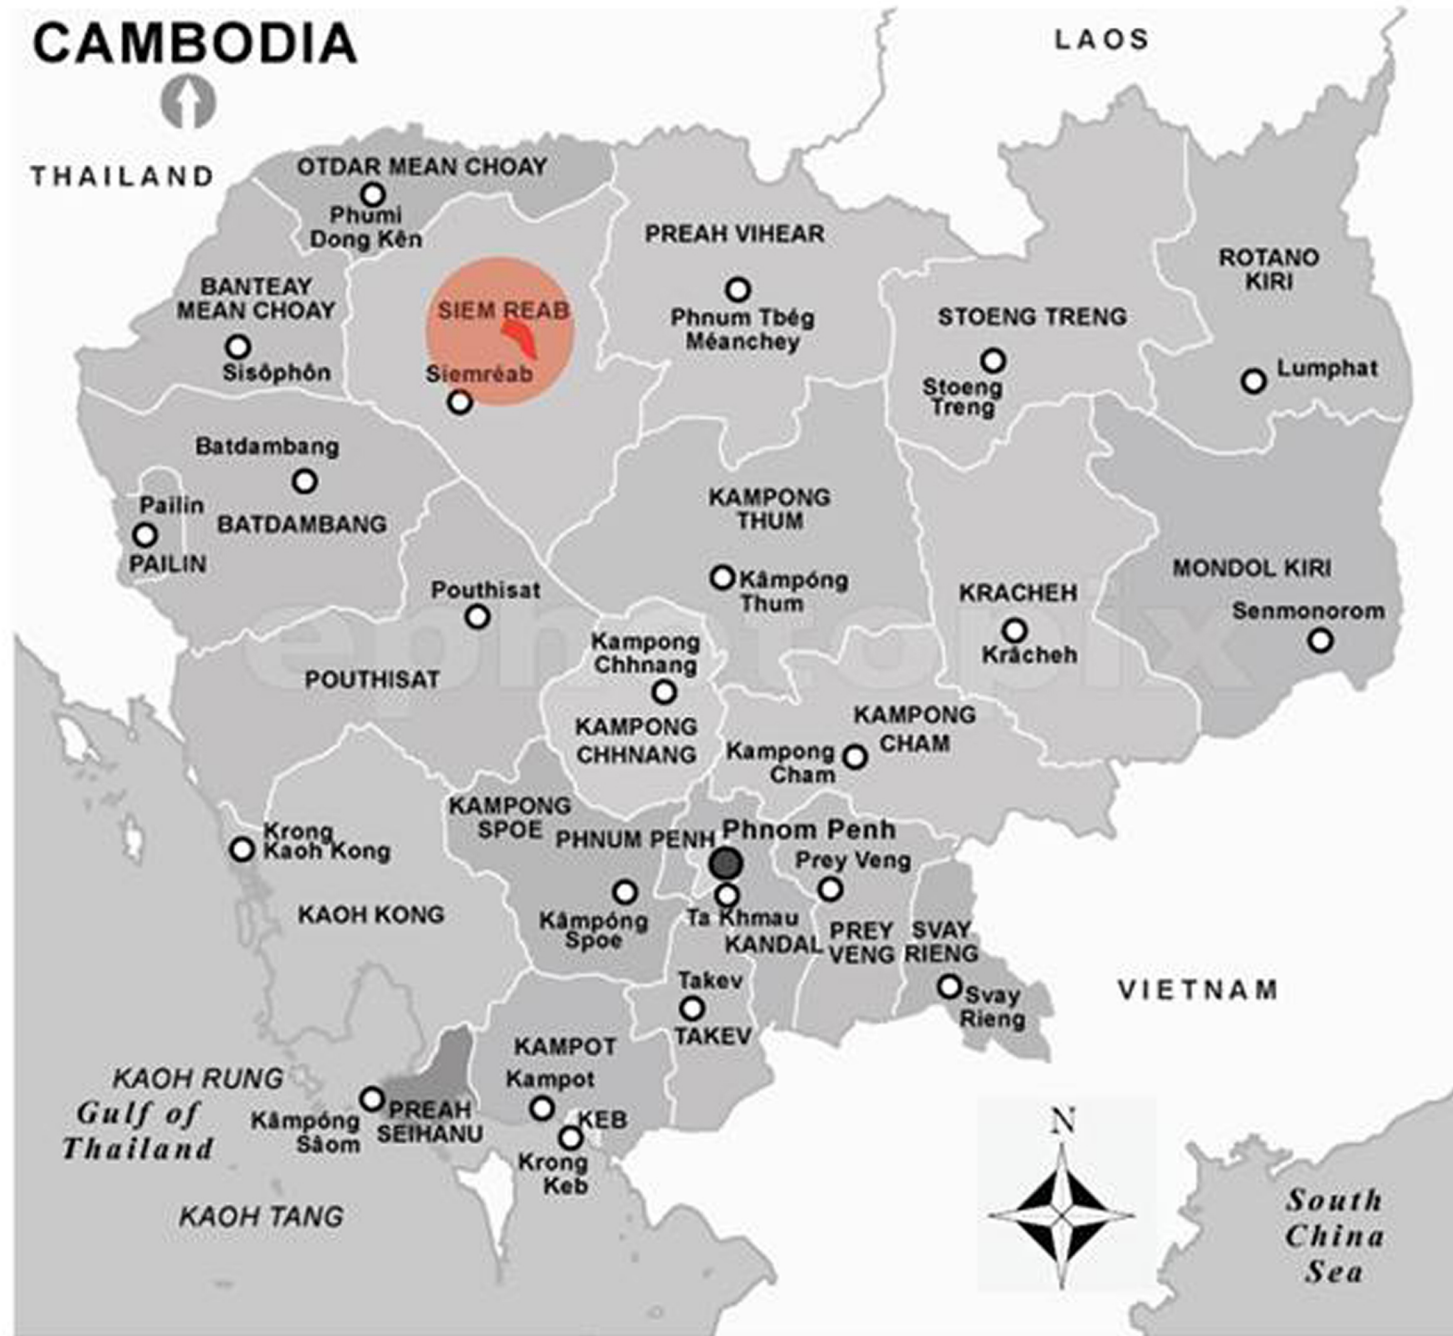 CAMBODIA
LAOS
THAILAND
OTDAR MEAN CHOAY
Phumi
Dong Kên
PREAH VIHEAR
ROTANO
KIRI
BANTEAY
MEAN CHOAY
SIEM REAB
Phnum Tbég
Méanchey
STOENG TRENG
Sisôphôn
Siemréab
Stoeng
Treng
Lumphat
Batdambang
KAMPONG
THUM
Pailin
BATDAMBANG
PAILIN
MONDOL KIRI
Pouthisat
Kâmpóng
Thum
KRACHEH
Senmonorom
Kampong
Chhnang
Krâcheh
ephotopix
POUTHISAT
KAMPONG
CHHNANG
KAMPONG
CHAM
Kampong
Cham
KAMPONG
SPOE
PHNUM PENH
Phnom Penh
Krong
Kaoh Kong
Prey Veng
KAOH KONG
Kâmpóng
Spoe
Ta Khmau
KANDAL
PREY
VENG
SVAY
RIENG
Takev
Svay
Rieng
VIETNAM
TAKEV
KAMPOT
KAOH RUNG
Kampot
Gulf of
Thailand
Kâmpóng
Sâom
PREAH
SEIHANU
KEB
N
Krong
Keb
KAOH TANG
South
China
Sea